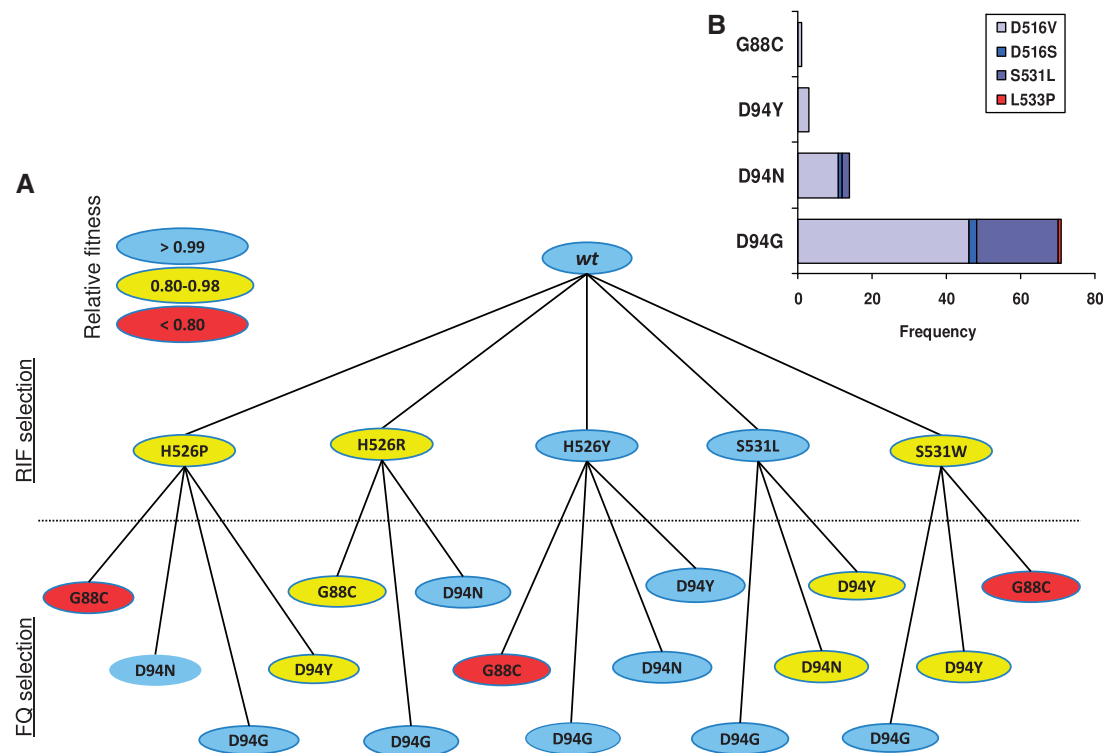 B
G88C
D94Y
D94N
D94G
0
20
40
60
80
Frequency
D516V
D516S
S531L
L533P
A
Relative fitness
> 0.99
0.80-0.98
< 0.80
wt
RIF selection
H526P
H526R
H526Y
S531L
S531W
FQ selection
G88C
G88C
D94N
D94Y
D94Y
G88C
D94N
D94Y
G88C
D94N
D94N
D94Y
D94G
D94G
D94G
D94G
D94G